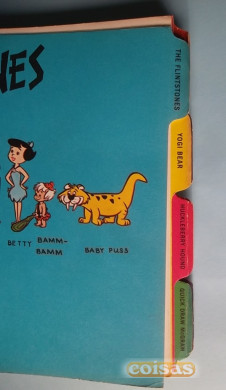 NES
BETTY
BAMM-
BAMM
BABY PUSS
THE FLINTSTONES
YOGI BEAR
HUCKLEBERRY HOUND
QUICK DRAW McGRAW
coisas